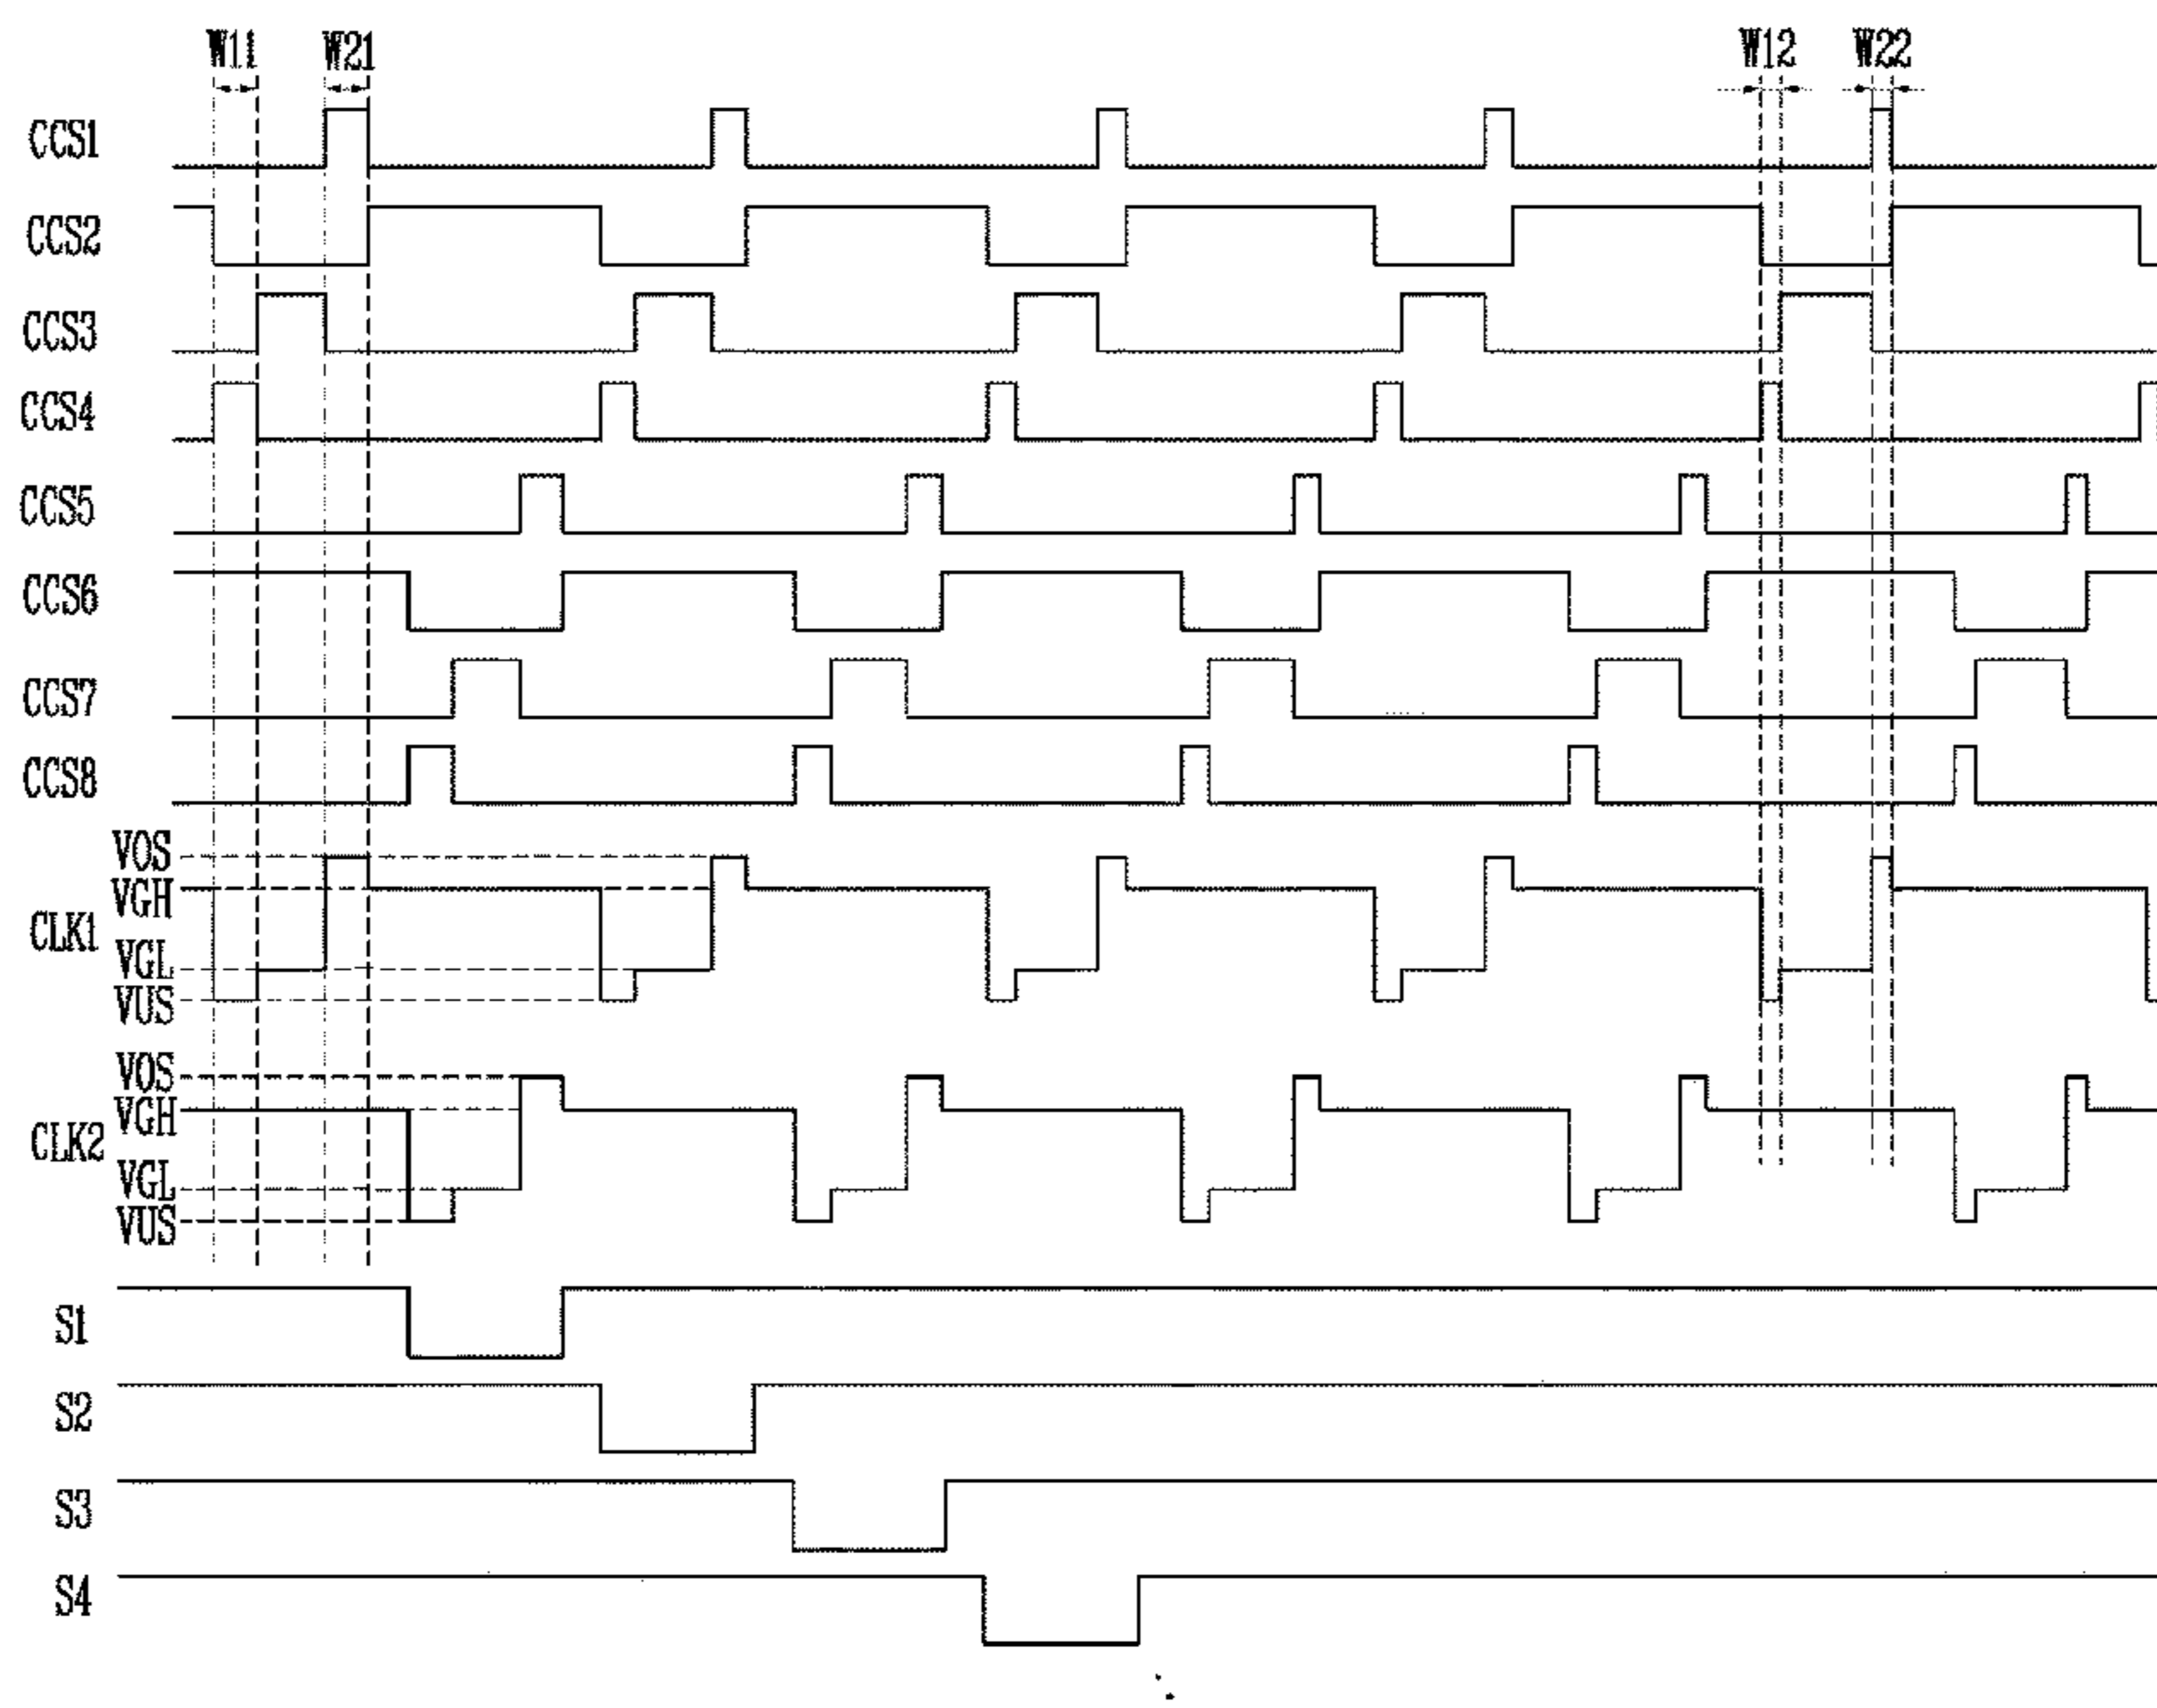 W11 W21 W12 W22
CCS1
CCS2
CCS3
CCS4
CCS5
CCS6
CCS7
CCS8
VOS
VGH
CLK1
VGL
VUS
VOS
VGH
CLK2
VGL
VUS
S1
S2
S3
S4